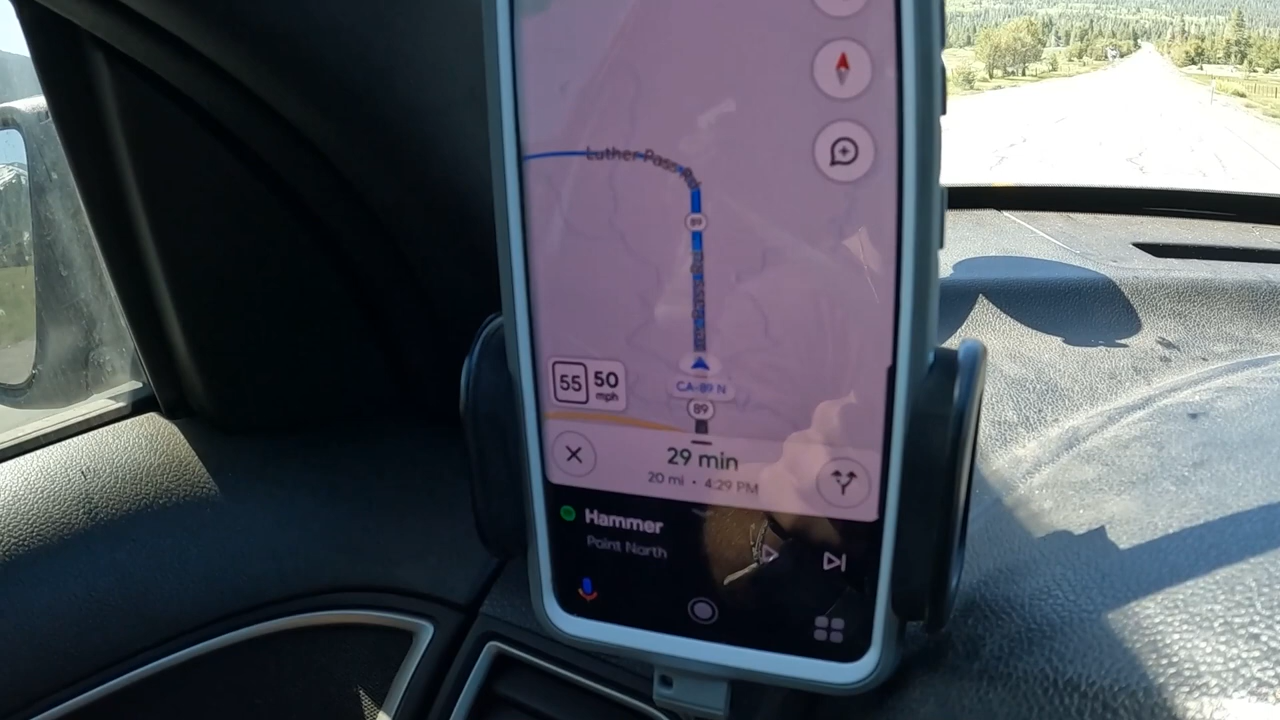 Luther Pass Rd
89
55
50
mph
CA-89 N
89
29 min
20 mi • 4:29 PM
Hammer
Point North